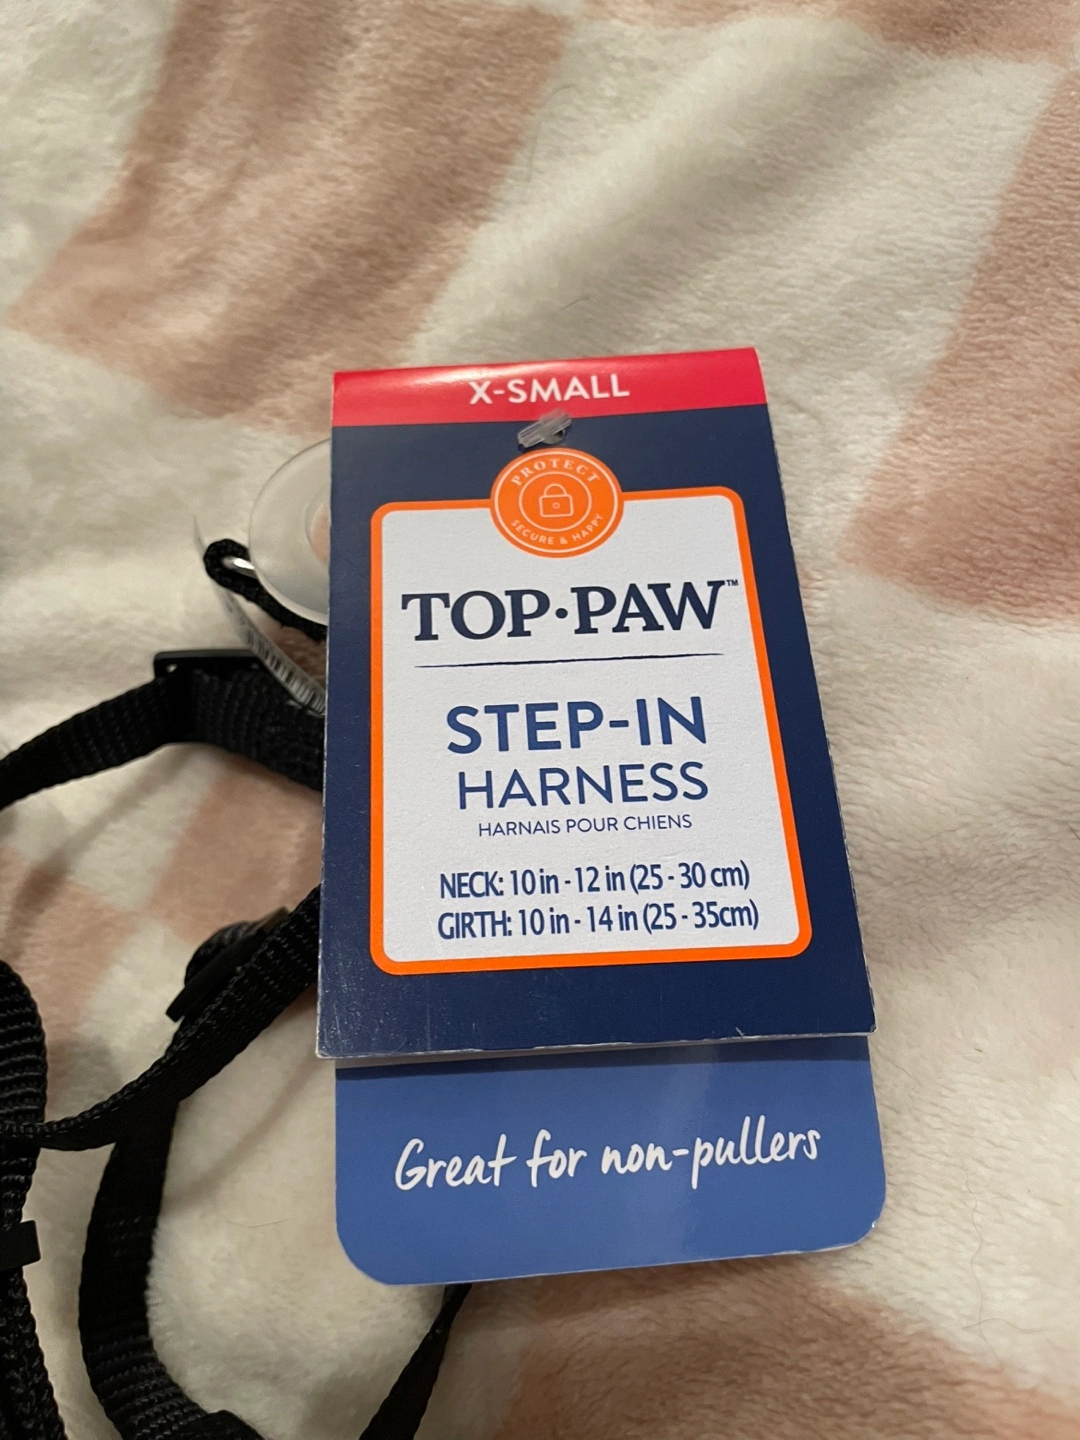 X-SMALL
PROTECT
SECURE & HAPPY
TOP·PAW™
STEP-IN
HARNESS
HARNAIS POUR CHIENS
NECK: 10 in - 12 in (25 - 30 cm)
GIRTH: 10 in - 14 in (25 - 35cm)
Great for non-pullers